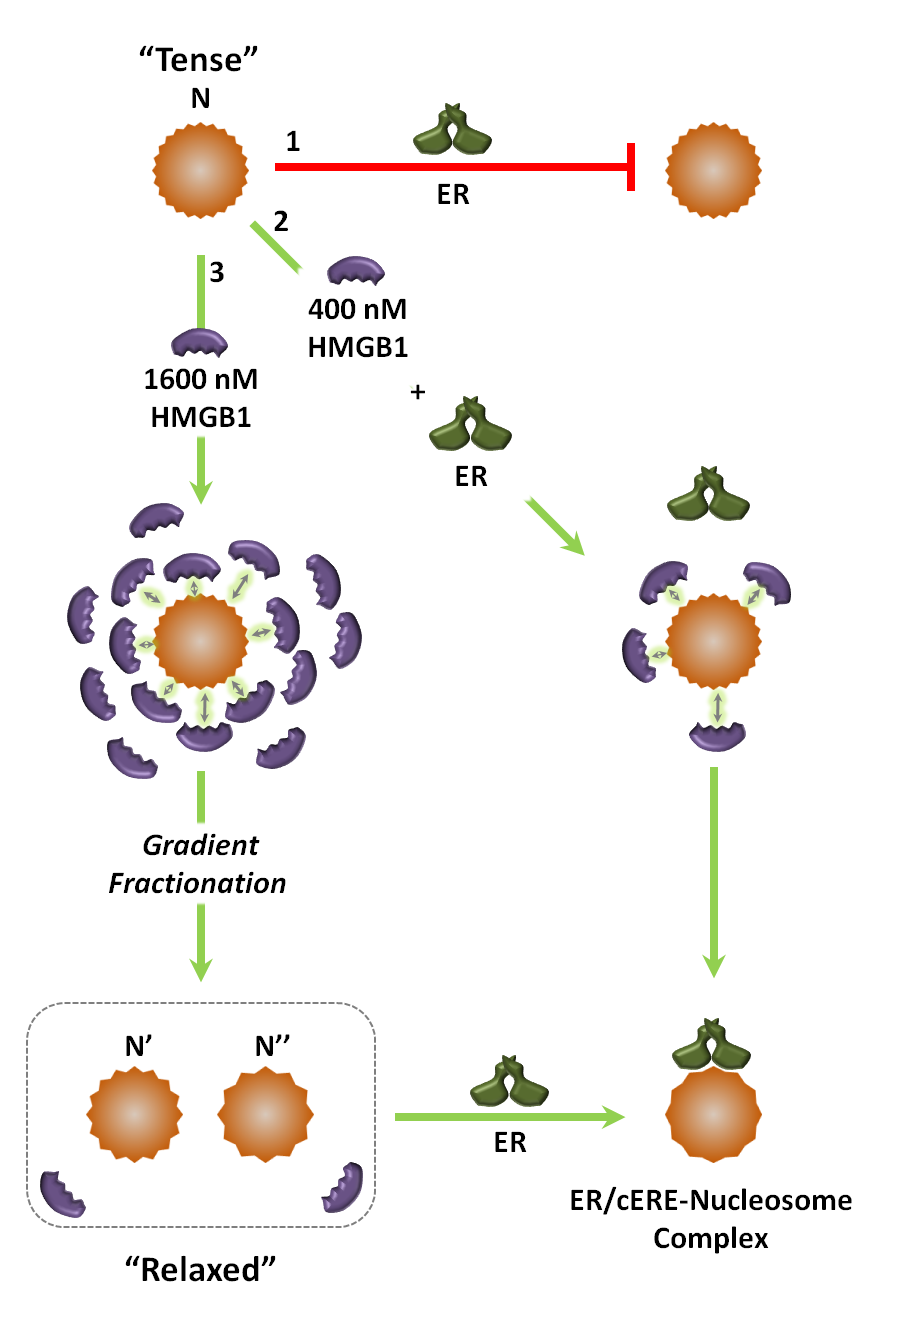 “Tense”
N
1
ER
2
3
400 nM
HMGB1
1600 nM
HMGB1
+
ER
Gradient
Fractionation
N’
N’’
ER
ER/cERE-Nucleosome
Complex
“Relaxed”